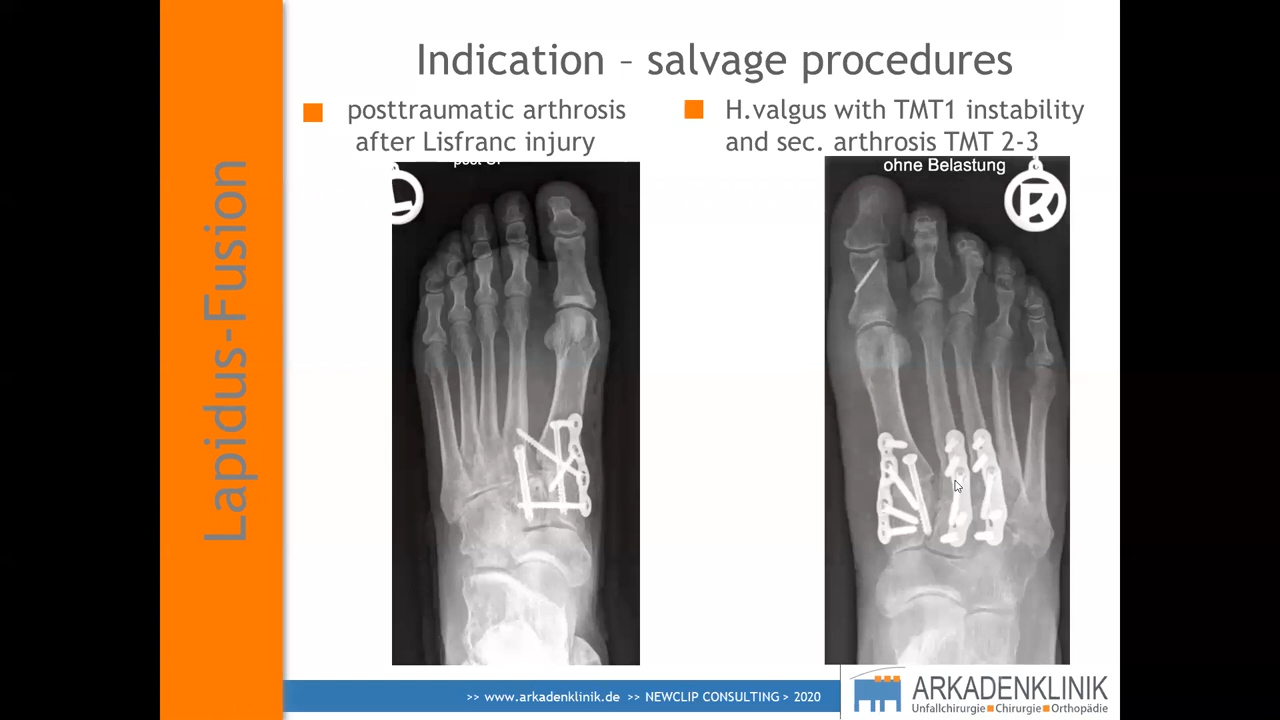 Indication – salvage procedures
posttraumatic arthrosis
after Lisfranc injury
H.valgus with TMT1 instability
and sec. arthrosis TMT 2-3
ohne Belastung
L
R
Lapidus-Fusion
>> www.arkadenklinik.de >> NEWCLIP CONSULTING > 2020
ARKADENKLINIK
Unfallchirurgie ■ Chirurgie ■ Orthopädie